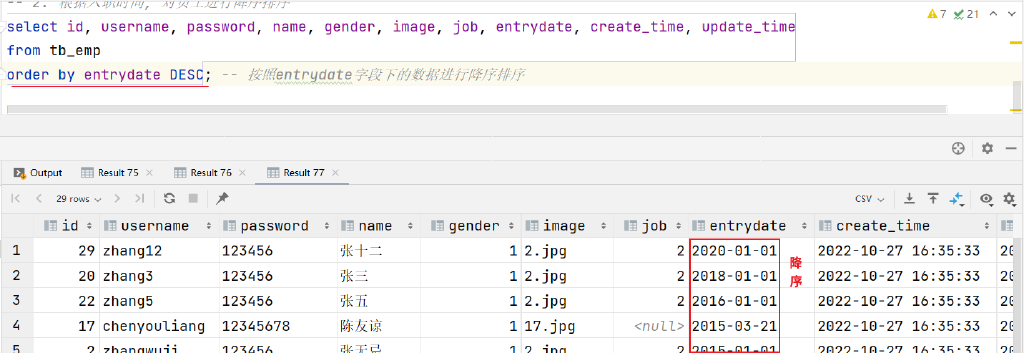 -- 2. 根据入职时间, 对员工进行降序排序
7 21
select id, username, password, name, gender, image, job, entrydate, create_time, update_time
from tb_emp
order by entrydate DESC; -- 按照entrydate字段下的数据进行降序排序
Output Result 75 Result 76 Result 77
29 rows CSV
id username password name gender image job entrydate create_time
1 29 zhang12 123456 张十二 1 2.jpg 2 2020-01-01 2022-10-27 16:35:33 20
2 20 zhang3 123456 张三 1 2.jpg 2 2018-01-01 2022-10-27 16:35:33 20
3 22 zhang5 123456 张五 1 2.jpg 2 2016-01-01 2022-10-27 16:35:33 20
4 17 chenyouliang 12345678 陈友谅 1 17.jpg <null> 2015-03-21 2022-10-27 16:35:33 20
5 2 zhangwuji 123456 张无忌 1 2.jpg 2 2015-01-01 2022-10-27 16:35:33 20
降
序